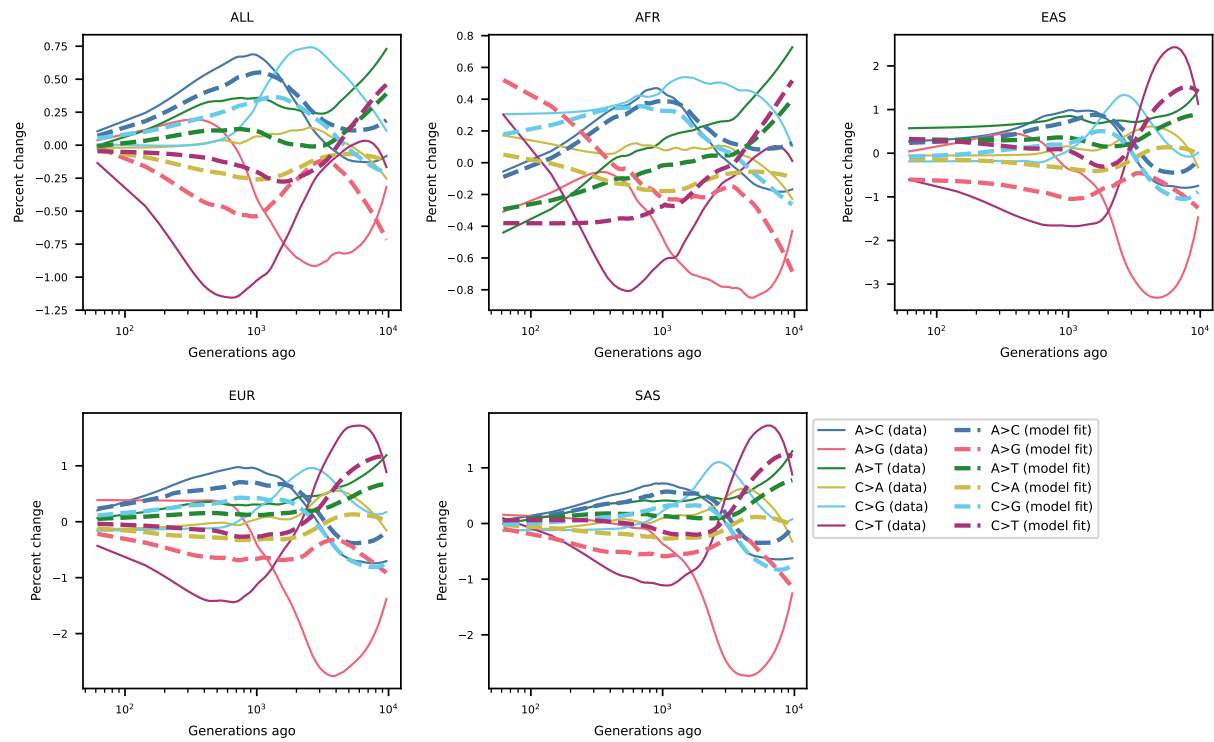 ALL
0.75
0.50
0.25
0.00
−0.25
−0.50
−0.75
−1.00
−1.25
Percent change
10² 10³ 10⁴
Generations ago
AFR
0.8
0.6
0.4
0.2
0.0
−0.2
−0.4
−0.6
−0.8
Percent change
10² 10³ 10⁴
Generations ago
EAS
2
1
0
−1
−2
−3
Percent change
10² 10³ 10⁴
Generations ago
EUR
1
0
−1
−2
Percent change
10² 10³ 10⁴
Generations ago
SAS
1
0
−1
−2
Percent change
10² 10³ 10⁴
Generations ago
A>C (data) A>C (model fit)
A>G (data) A>G (model fit)
A>T (data) A>T (model fit)
C>A (data) C>A (model fit)
C>G (data) C>G (model fit)
C>T (data) C>T (model fit)